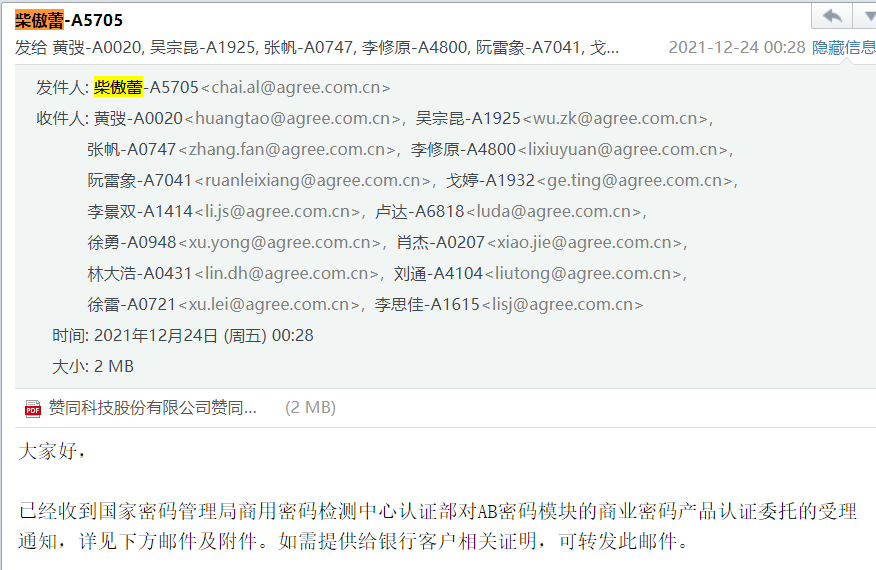 柴傲蕾-A5705
发给 黄弢-A0020, 吴宗昆-A1925, 张帆-A0747, 李修原-A4800, 阮雷象-A7041, 戈... 2021-12-24 00:28 隐藏信息
发件人: 柴傲蕾-A5705<chai.al@agree.com.cn>
收件人: 黄弢-A0020<huangtao@agree.com.cn>, 吴宗昆-A1925<wu.zk@agree.com.cn>,
张帆-A0747<zhang.fan@agree.com.cn>, 李修原-A4800<lixiuyuan@agree.com.cn>,
阮雷象-A7041<ruanleixiang@agree.com.cn>, 戈婷-A1932<ge.ting@agree.com.cn>,
李景双-A1414<li.js@agree.com.cn>, 卢达-A6818<luda@agree.com.cn>,
徐勇-A0948<xu.yong@agree.com.cn>, 肖杰-A0207<xiao.jie@agree.com.cn>,
林大浩-A0431<lin.dh@agree.com.cn>, 刘通-A4104<liutong@agree.com.cn>,
徐雷-A0721<xu.lei@agree.com.cn>, 李思佳-A1615<lisj@agree.com.cn>
时间: 2021年12月24日 (周五) 00:28
大小: 2 MB
PDF 赞同科技股份有限公司赞同... (2 MB)
大家好，
已经收到国家密码管理局商用密码检测中心认证部对AB密码模块的商业密码产品认证委托的受理
通知，详见下方邮件及附件。如需提供给银行客户相关证明，可转发此邮件。